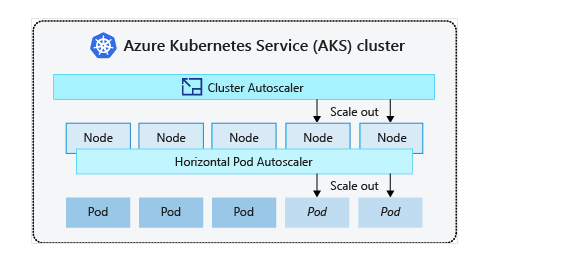 Azure Kubernetes Service (AKS) cluster
Cluster Autoscaler
Scale out
Node Node Node Node Node
Horizontal Pod Autoscaler
Scale out
Pod Pod Pod Pod Pod